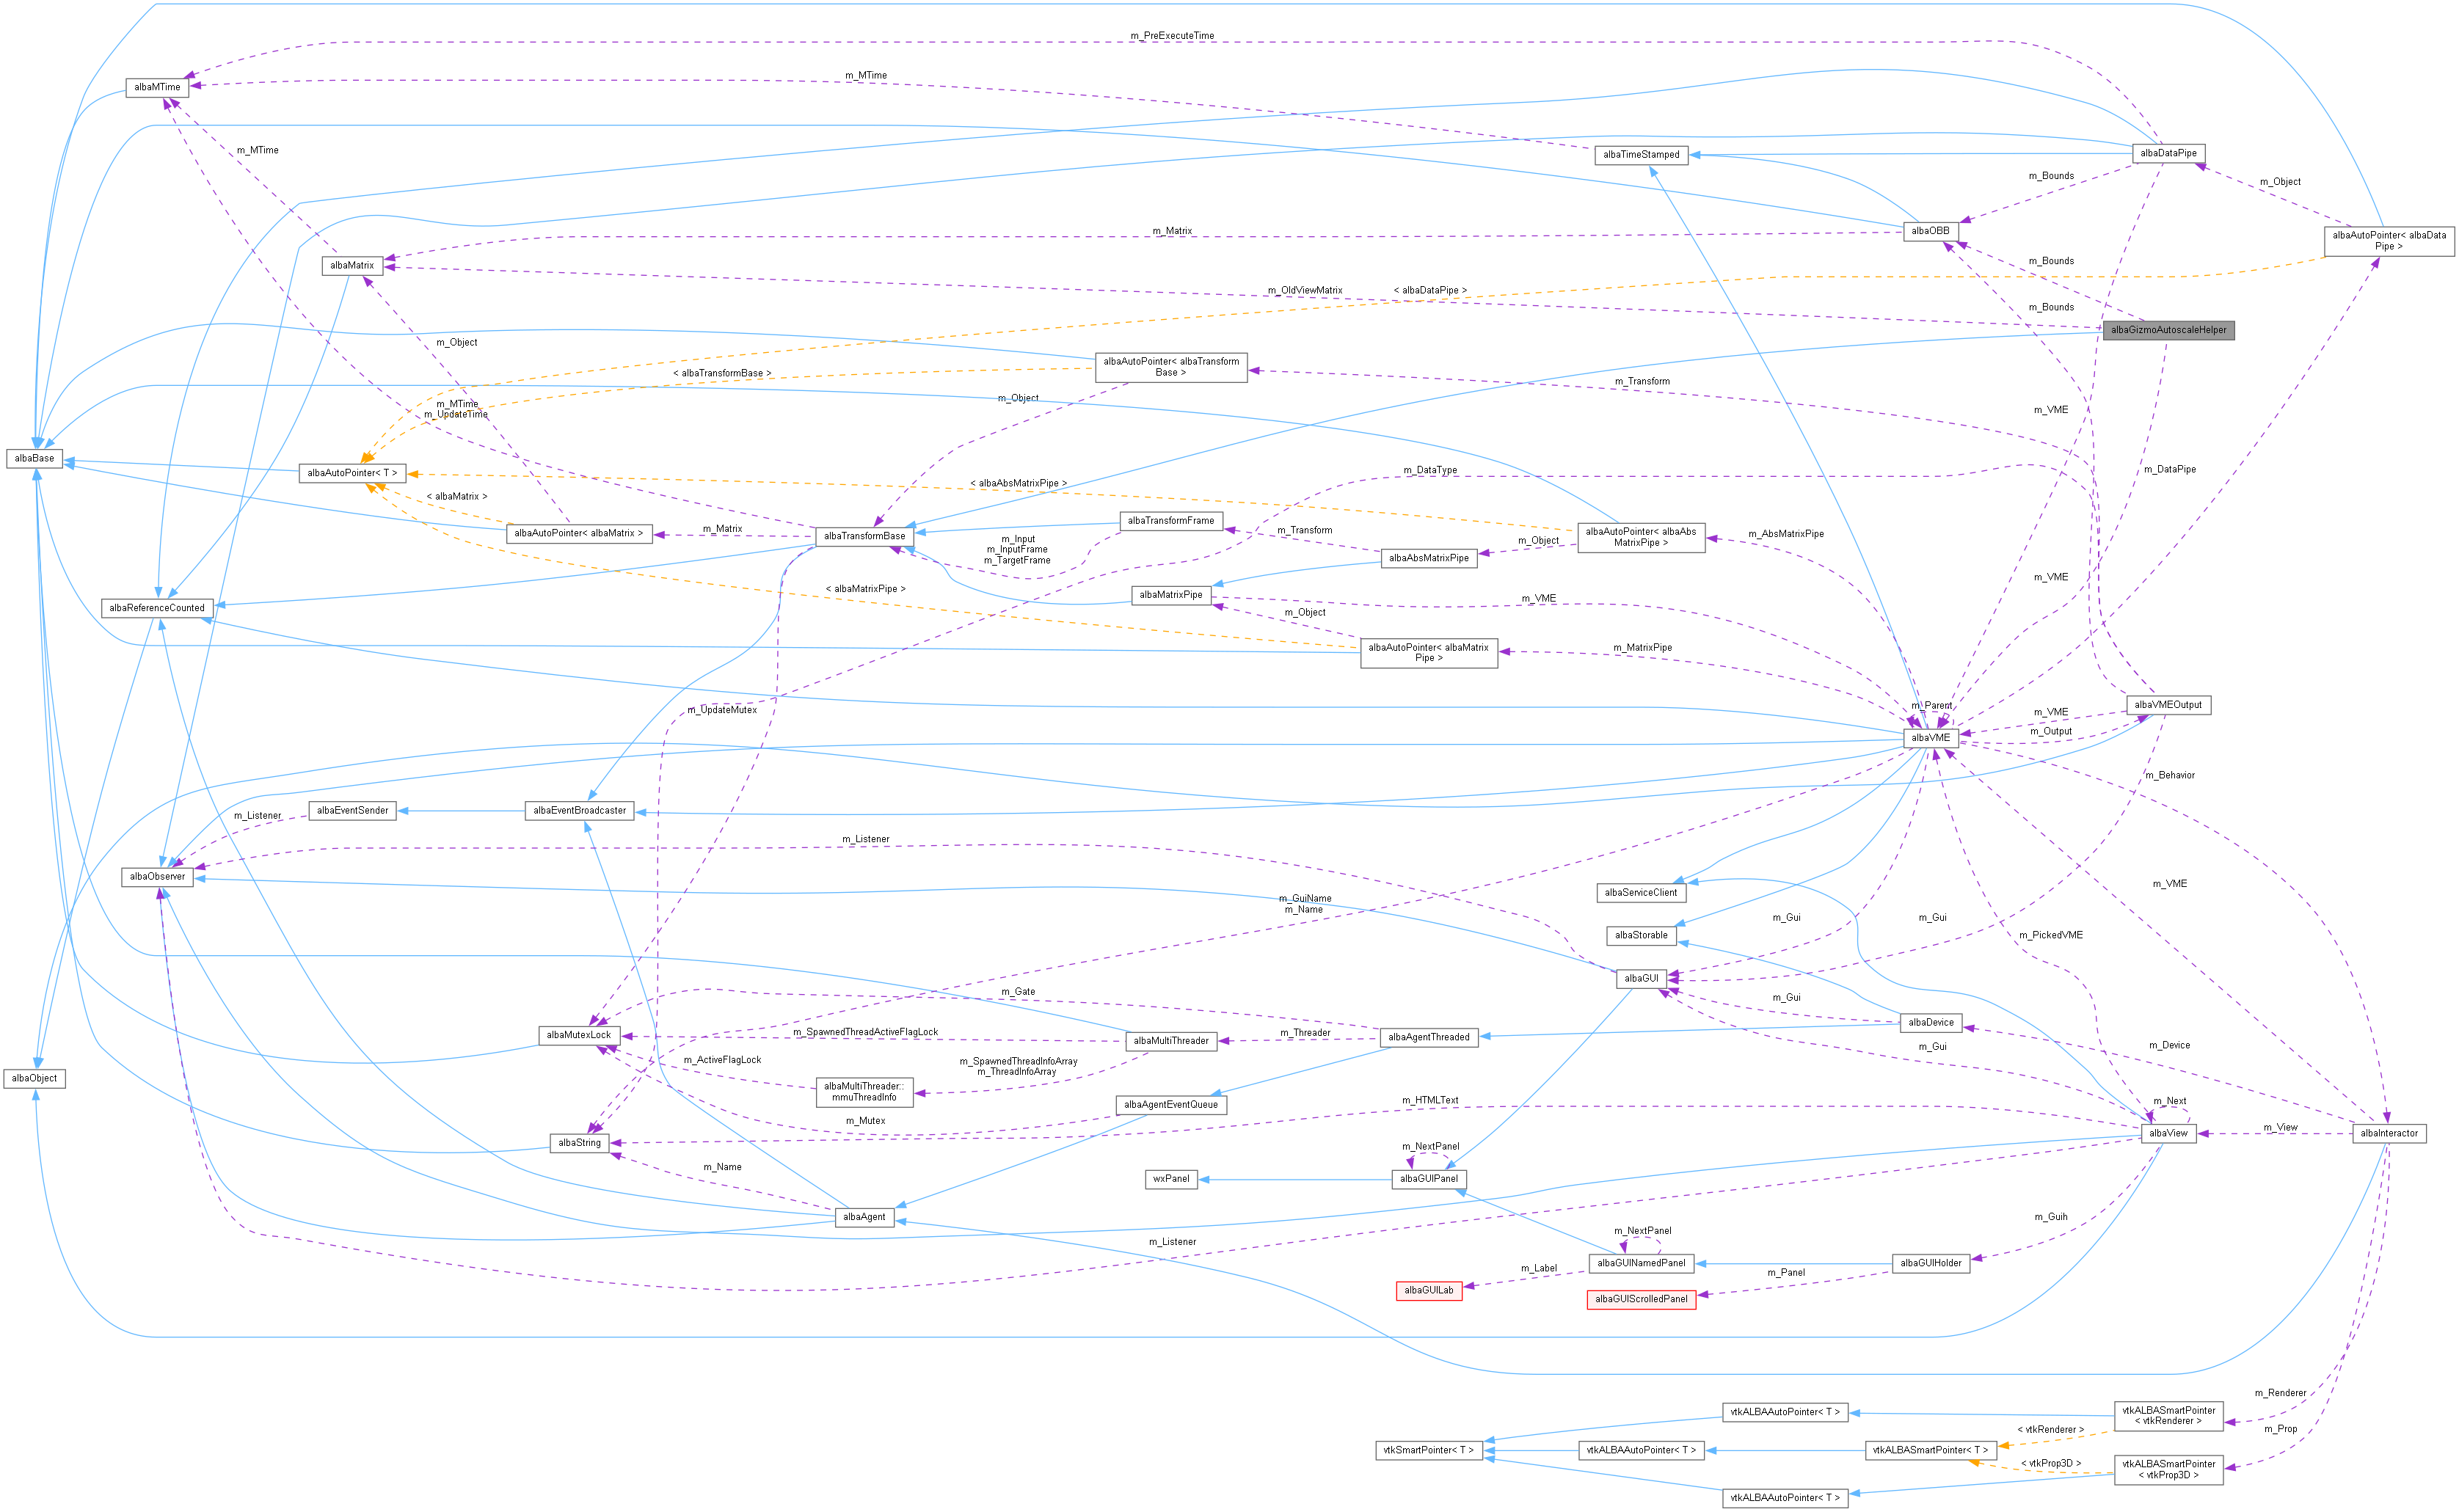 m_PreExecuteTime
m_MTime
albaMTime
m_MTime
albaTimeStamped
albaDataPipe
m_Bounds
m_Object
m_Matrix
albaOBB
albaAutoPointer< albaData
Pipe >
albaMatrix
m_Bounds
m_OldViewMatrix
< albaDataPipe >
m_Bounds
albaGizmoAutoscaleHelper
m_Object
albaAutoPointer< albaTransform
Base >
< albaTransformBase >
m_Transform
m_Object
m_MTime
m_UpdateTime
m_VME
albaBase
albaAutoPointer< T >
m_DataType
m_DataPipe
< albaAbsMatrixPipe >
< albaMatrix >
albaAutoPointer< albaMatrix >
m_Matrix
albaTransformBase
albaTransformFrame
m_Input
m_InputFrame
m_TargetFrame
m_Transform
m_Object
albaAbsMatrixPipe
albaAutoPointer< albaAbs
MatrixPipe >
m_AbsMatrixPipe
m_VME
albaReferenceCounted
< albaMatrixPipe >
albaMatrixPipe
m_VME
m_Object
albaAutoPointer< albaMatrix
Pipe >
m_MatrixPipe
m_UpdateMutex
m_Parent
m_VME
albaVMEOutput
albaVME
m_Output
m_Behavior
albaEventSender
albaEventBroadcaster
m_Listener
m_Listener
albaObserver
albaServiceClient
m_GuiName
m_Name
m_VME
albaStorable
m_Gui
m_Gui
m_PickedVME
albaGUI
m_Gate
m_Gui
albaMutexLock
m_SpawnedThreadActiveFlagLock
albaMultiThreader
m_Threader
albaAgentThreaded
albaDevice
m_Gui
m_Device
albaObject
m_ActiveFlagLock
albaMultiThreader::
mmuThreadInfo
m_SpawnedThreadInfoArray
m_ThreadInfoArray
m_HTMLText
m_Next
albaAgentEventQueue
m_Mutex
albaString
albaView
m_View
albaInteractor
m_Name
m_NextPanel
wxPanel
albaGUIPanel
albaAgent
m_Guih
m_Listener
m_NextPanel
albaGUINamedPanel
albaGUIHolder
m_Label
m_Panel
albaGUILab
albaGUIScrolledPanel
m_Renderer
vtkALBAAutoPointer< T >
vtkALBASmartPointer
< vtkRenderer >
m_Prop
< vtkRenderer >
vtkSmartPointer< T >
vtkALBAAutoPointer< T >
vtkALBASmartPointer< T >
< vtkProp3D >
vtkALBASmartPointer
< vtkProp3D >
vtkALBAAutoPointer< T >